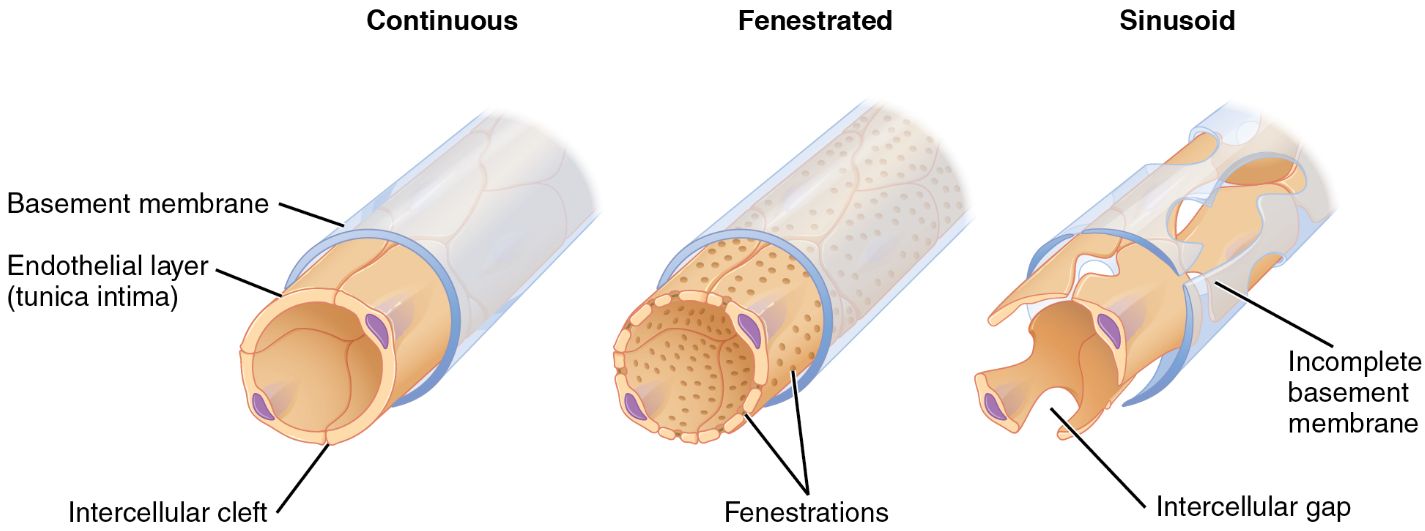 Continuous
Fenestrated
Sinusoid
Basement membrane
Endothelial layer
(tunica intima)
Intercellular cleft
Fenestrations
Incomplete
basement
membrane
Intercellular gap